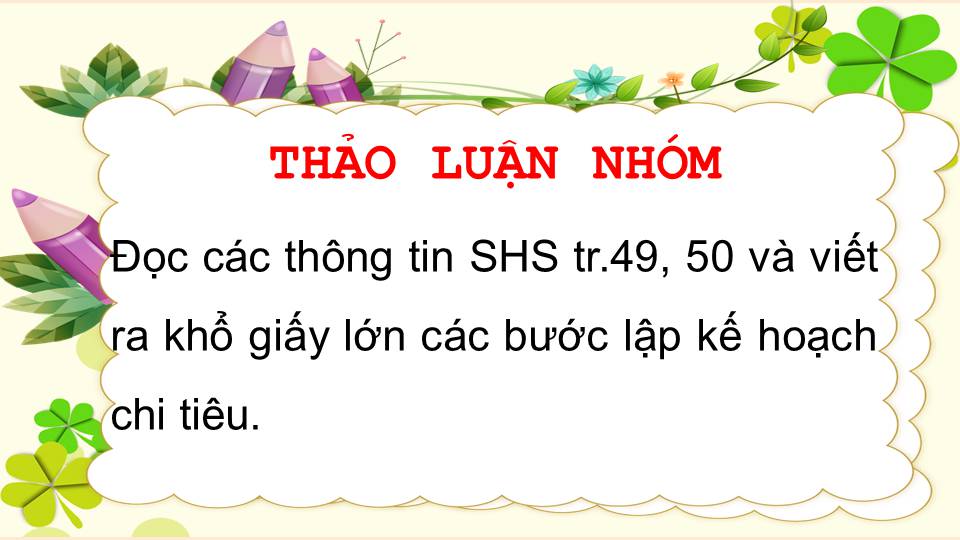 THẢO LUẬN NHÓM
Đọc các thông tin SHS tr.49, 50 và viết
ra khổ giấy lớn các bước lập kế hoạch
chi tiêu.